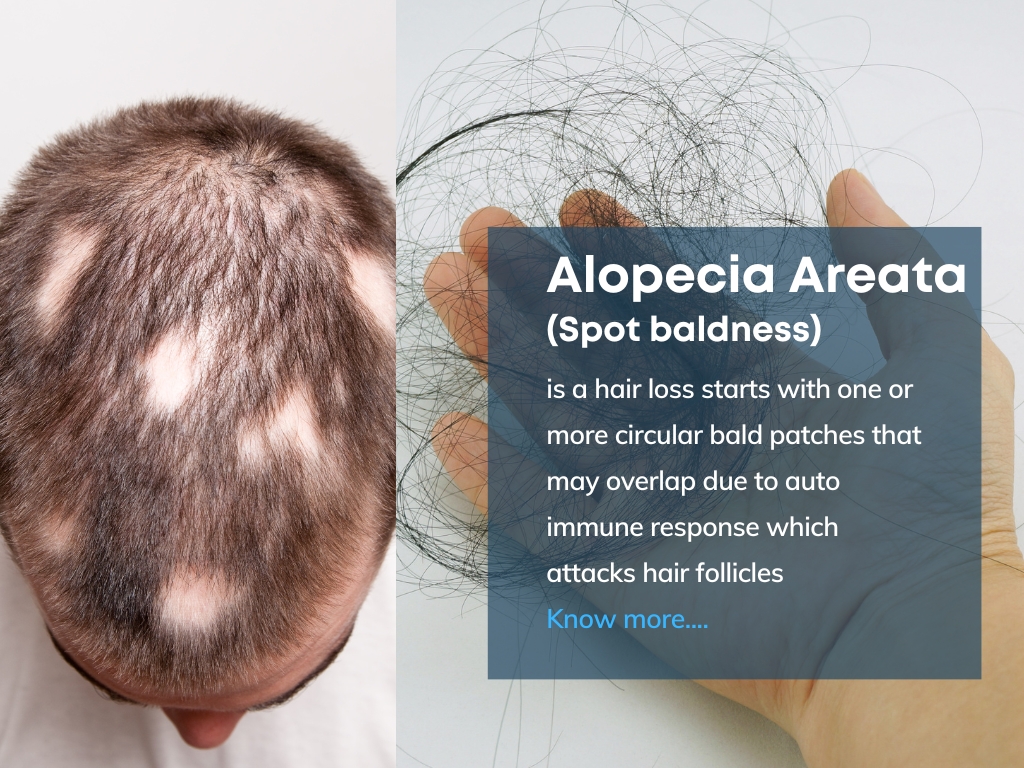 Alopecia Areata
(Spot baldness)
is a hair loss starts with one or
more circular bald patches that
may overlap due to auto
immune response which
attacks hair follicles
Know more....